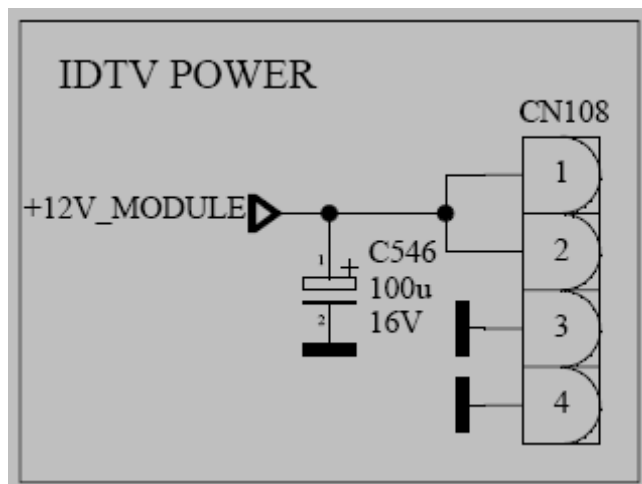 IDTV POWER
CN108
1
+12V_MODULE
2
1
+
C546
100u
2
16V
3
4